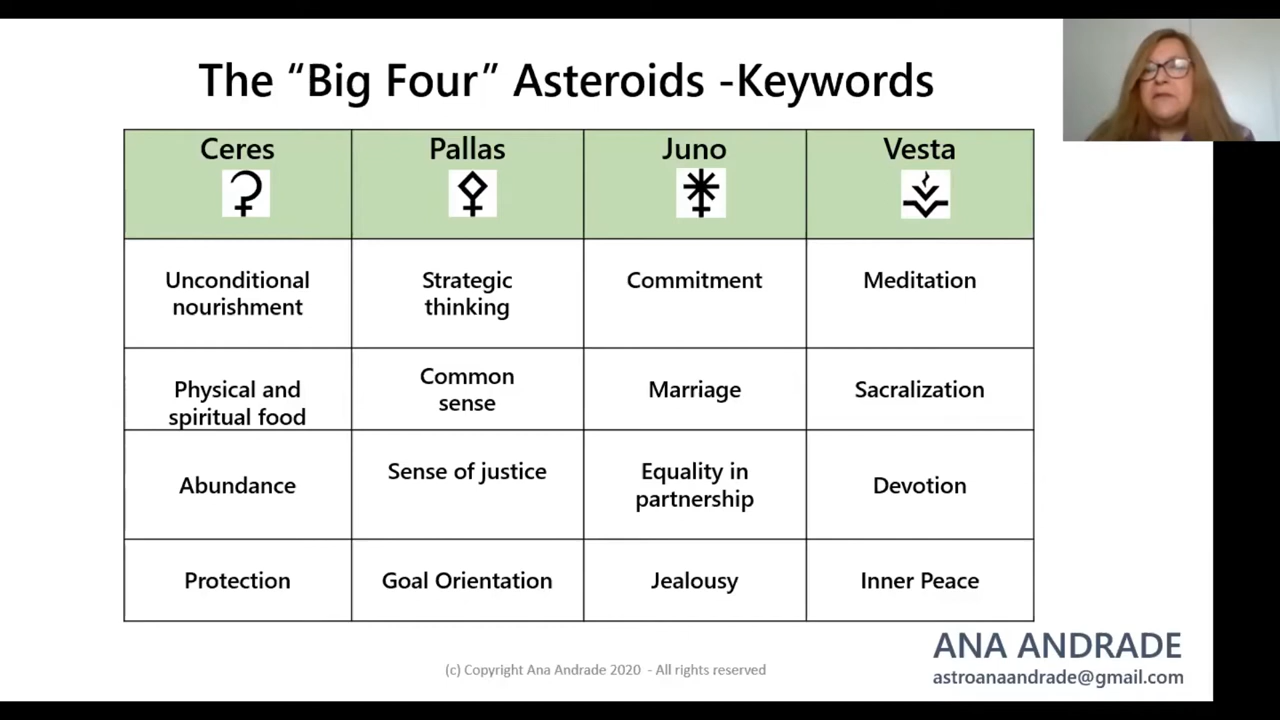 The “Big Four” Asteroids -Keywords
Ceres
Pallas
Juno
Vesta
Unconditional
nourishment
Strategic
thinking
Commitment
Meditation
Physical and
spiritual food
Common
sense
Marriage
Sacralization
Abundance
Sense of justice
Equality in
partnership
Devotion
Protection
Goal Orientation
Jealousy
Inner Peace
ANA ANDRADE
(c) Copyright Ana Andrade 2020 - All rights reserved
astroanaandrade@gmail.com